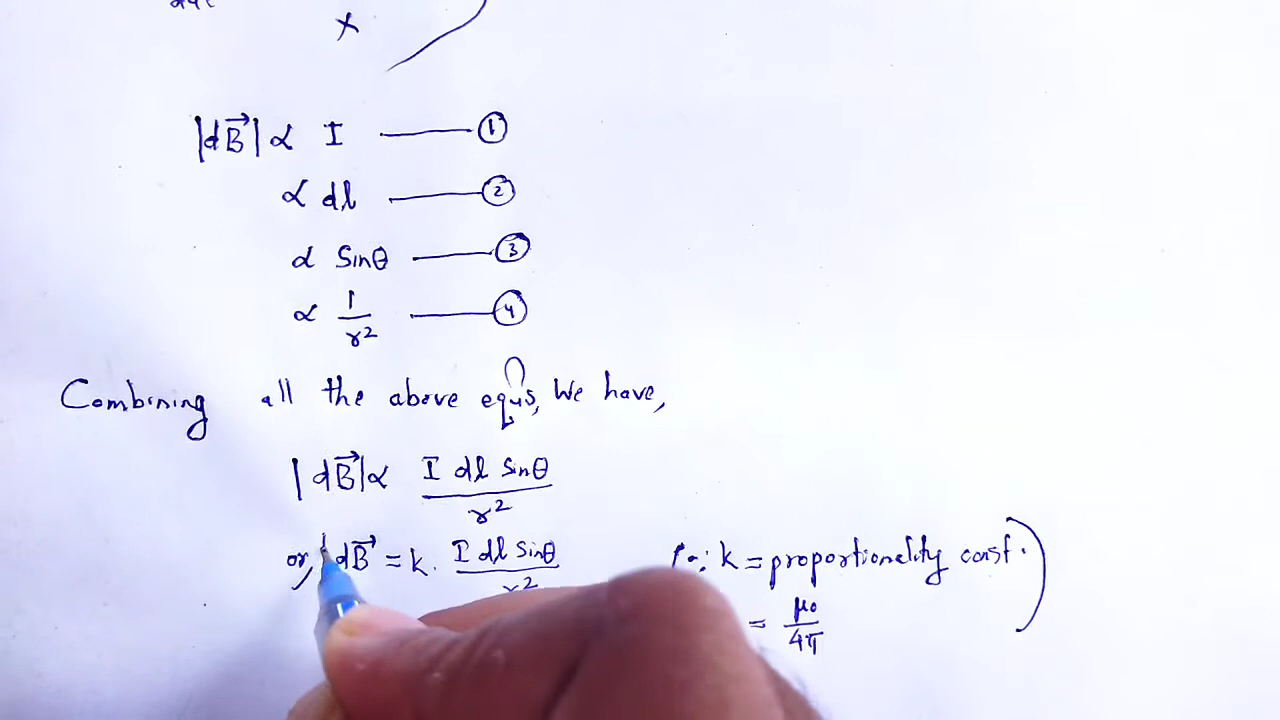 x
|dB⃗| ∝ I —— ①
∝ dl —— ②
∝ Sinθ —— ③
∝ 1/r² —— ④
Combining all the above eqns, We have,
|dB⃗| ∝ I dl Sinθ / r²
or, |dB⃗ = k. I dl Sinθ / r² ∵ k = proportionality const.
= μ₀/4π )